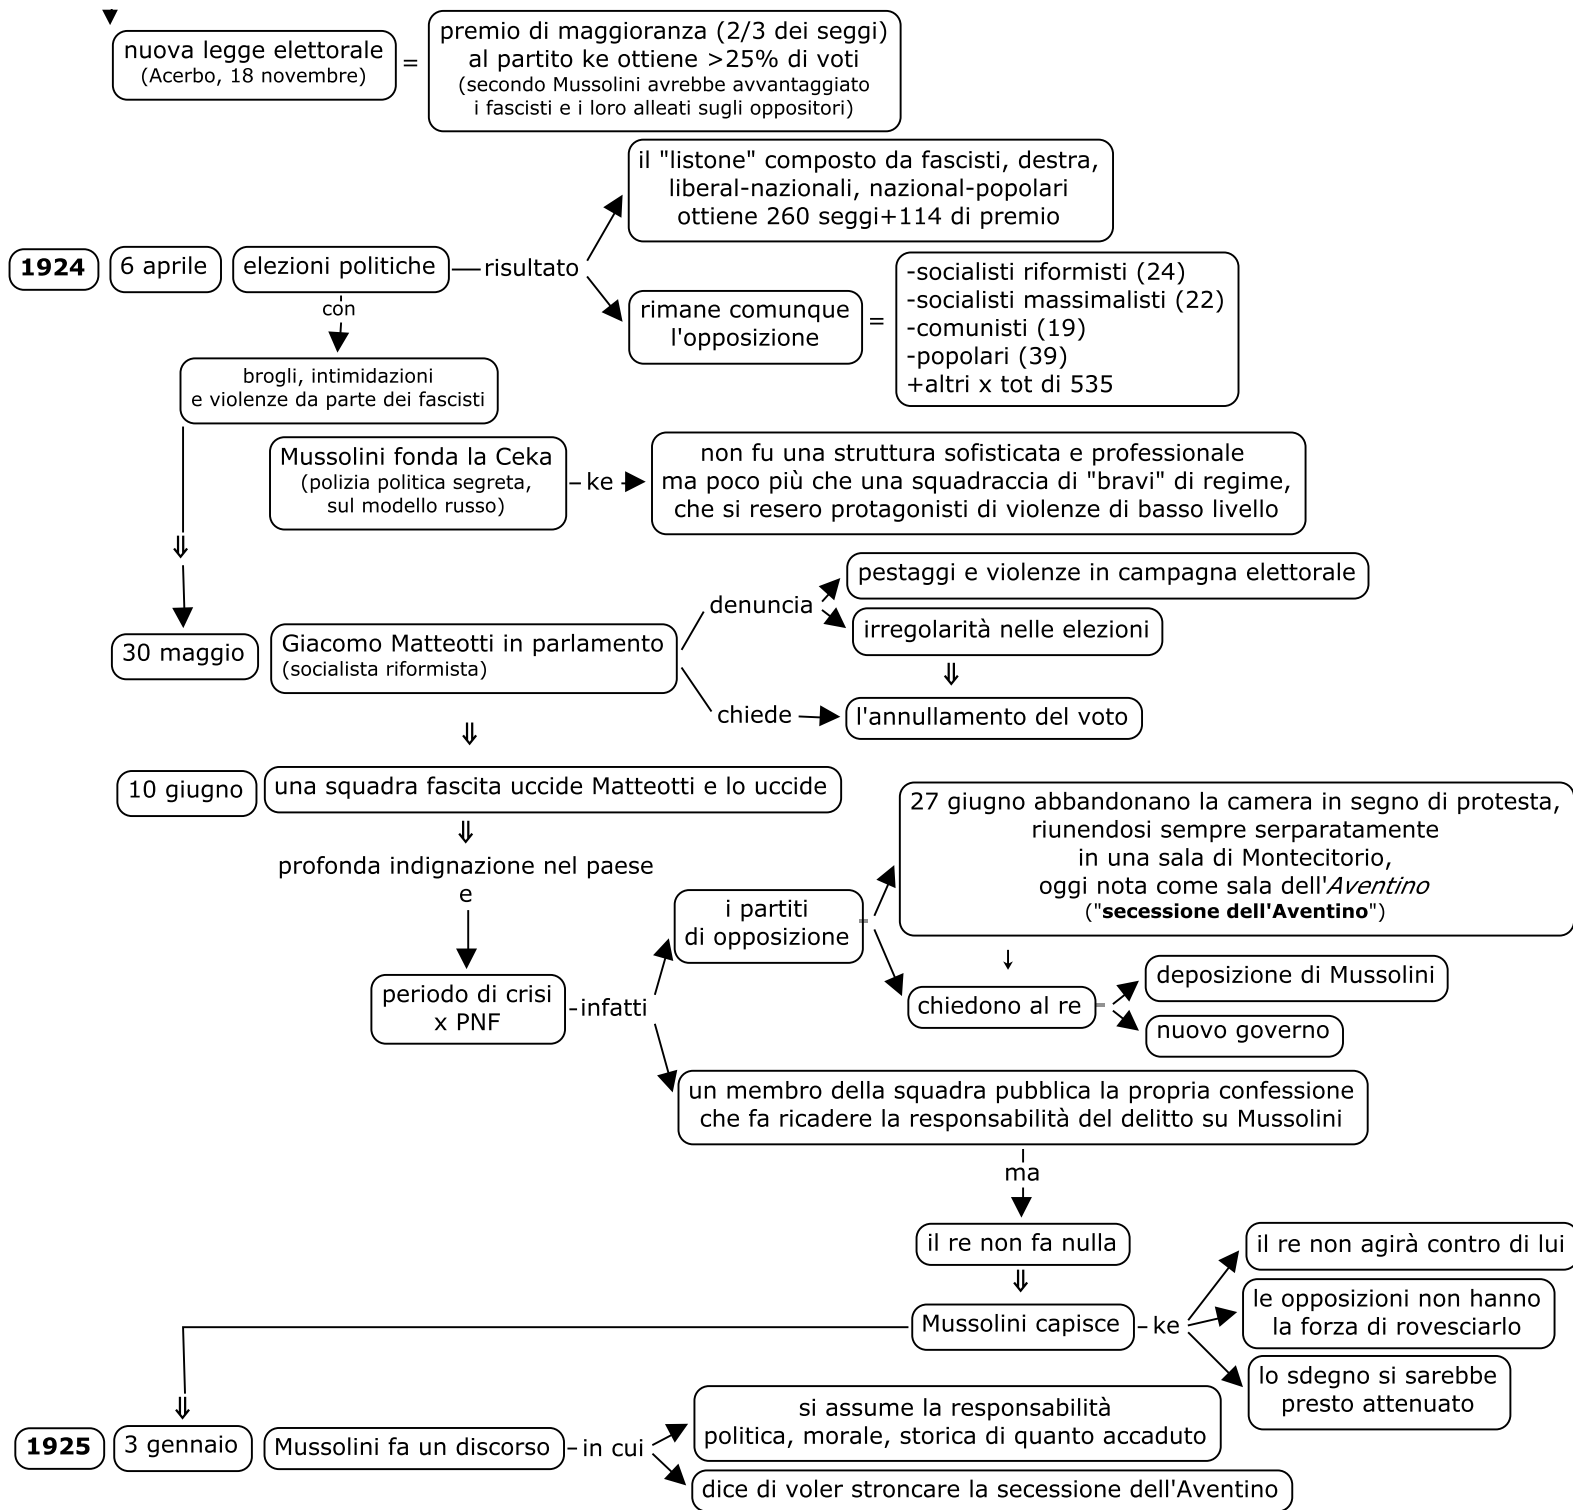 nuova legge elettorale
(Acerbo, 18 novembre)
=
premio di maggioranza (2/3 dei seggi)
al partito ke ottiene >25% di voti
(secondo Mussolini avrebbe avvantaggiato
i fascisti e i loro alleati sugli oppositori)
il "listone" composto da fascisti, destra,
liberal-nazionali, nazional-popolari
ottiene 260 seggi+114 di premio
1924
6 aprile
elezioni politiche
risultato
rimane comunque
l'opposizione
=
-socialisti riformisti (24)
-socialisti massimalisti (22)
-comunisti (19)
-popolari (39)
+altri x tot di 535
con
brogli, intimidazioni
e violenze da parte dei fascisti
Mussolini fonda la Ceka
(polizia politica segreta,
sul modello russo)
ke
non fu una struttura sofisticata e professionale
ma poco più che una squadraccia di "bravi" di regime,
che si resero protagonisti di violenze di basso livello
⇓
30 maggio
Giacomo Matteotti in parlamento
(socialista riformista)
denuncia
pestaggi e violenze in campagna elettorale
irregolarità nelle elezioni
⇓
chiede
l'annullamento del voto
⇓
10 giugno
una squadra fascita uccide Matteotti e lo uccide
⇓
profonda indignazione nel paese
e
periodo di crisi
x PNF
infatti
i partiti
di opposizione
27 giugno abbandonano la camera in segno di protesta,
riunendosi sempre serparatamente
in una sala di Montecitorio,
oggi nota come sala dell'Aventino
("secessione dell'Aventino")
↓
chiedono al re
deposizione di Mussolini
nuovo governo
un membro della squadra pubblica la propria confessione
che fa ricadere la responsabilità del delitto su Mussolini
ma
il re non fa nulla
⇓
Mussolini capisce
ke
il re non agirà contro di lui
le opposizioni non hanno
la forza di rovesciarlo
lo sdegno si sarebbe
presto attenuato
⇓
1925
3 gennaio
Mussolini fa un discorso
in cui
si assume la responsabilità
politica, morale, storica di quanto accaduto
dice di voler stroncare la secessione dell'Aventino